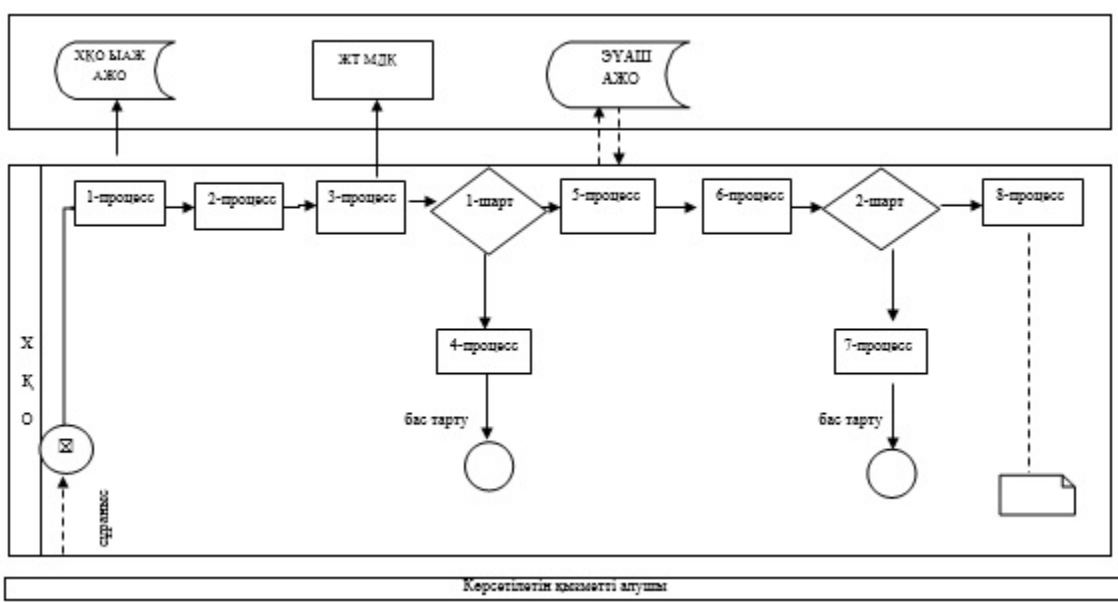 ХҚО ЫАЖ
АЖО
ЖТ МДҚ
ЭҮАШ
АЖО
1-процесс
2-процесс
3-процесс
1-шарт
5-процесс
6-процесс
2-шарт
8-процесс
4-процесс
7-процесс
Х
Қ
О
бас тарту
бас тарту
сұраныс
Көрсетілетін қызметті алушы